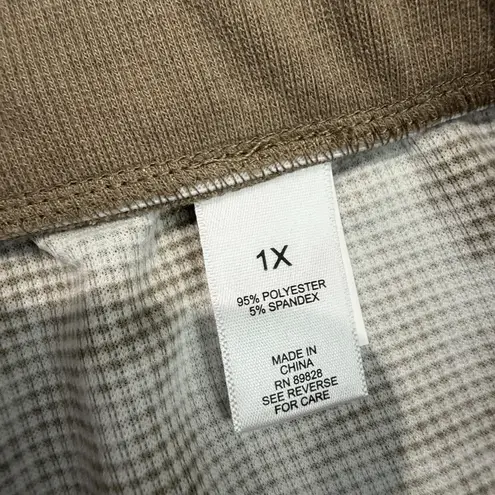 1X
95% POLYESTER
5% SPANDEX
MADE IN
CHINA
RN 89828
SEE REVERSE
FOR CARE